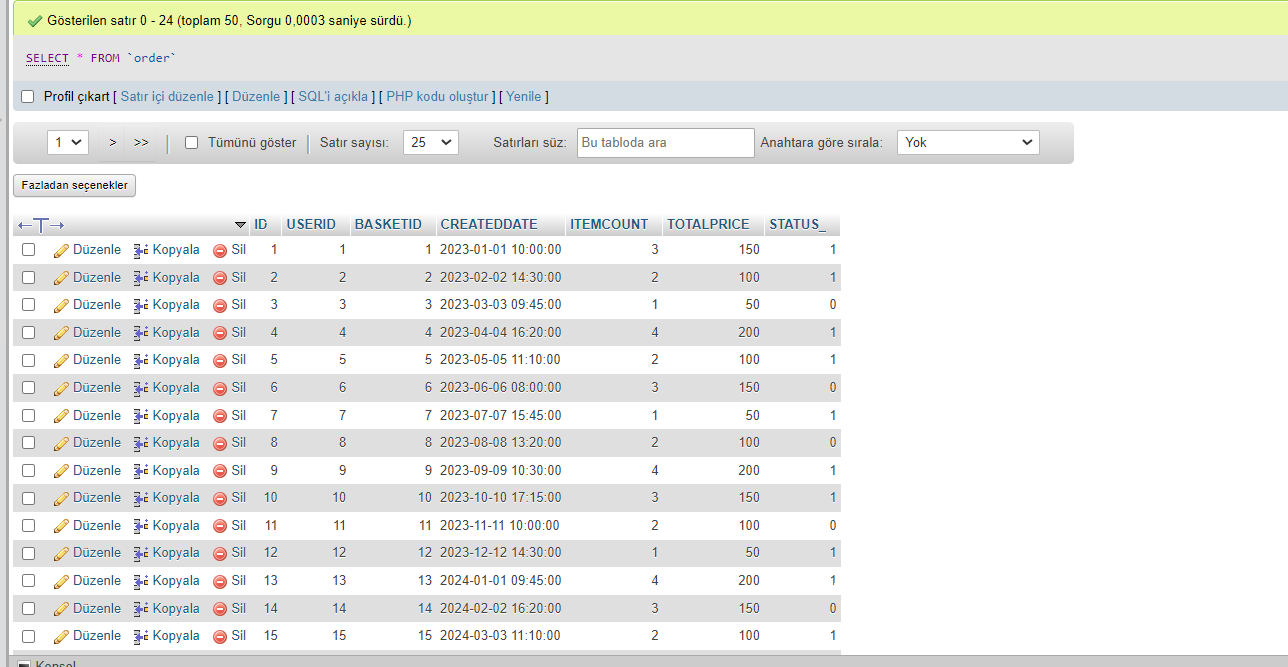 Gösterilen satır 0 - 24 (toplam 50, Sorgu 0,0003 saniye sürdü.)
SELECT * FROM `order`
Profil çıkart [ Satır içi düzenle ] [ Düzenle ] [ SQL'i açıkla ] [ PHP kodu oluştur ] [ Yenile ]
1 > >> Tümünü göster Satır sayısı: 25 Satırları süz: Bu tabloda ara Anahtara göre sırala: Yok
Fazladan seçenekler
←T→ ID USERID BASKETID CREATEDDATE ITEMCOUNT TOTALPRICE STATUS_
Düzenle Kopyala Sil 1 1 1 2023-01-01 10:00:00 3 150 1
Düzenle Kopyala Sil 2 2 2 2023-02-02 14:30:00 2 100 1
Düzenle Kopyala Sil 3 3 3 2023-03-03 09:45:00 1 50 0
Düzenle Kopyala Sil 4 4 4 2023-04-04 16:20:00 4 200 1
Düzenle Kopyala Sil 5 5 5 2023-05-05 11:10:00 2 100 1
Düzenle Kopyala Sil 6 6 6 2023-06-06 08:00:00 3 150 0
Düzenle Kopyala Sil 7 7 7 2023-07-07 15:45:00 1 50 1
Düzenle Kopyala Sil 8 8 8 2023-08-08 13:20:00 2 100 0
Düzenle Kopyala Sil 9 9 9 2023-09-09 10:30:00 4 200 1
Düzenle Kopyala Sil 10 10 10 2023-10-10 17:15:00 3 150 1
Düzenle Kopyala Sil 11 11 11 2023-11-11 10:00:00 2 100 0
Düzenle Kopyala Sil 12 12 12 2023-12-12 14:30:00 1 50 1
Düzenle Kopyala Sil 13 13 13 2024-01-01 09:45:00 4 200 1
Düzenle Kopyala Sil 14 14 14 2024-02-02 16:20:00 3 150 0
Düzenle Kopyala Sil 15 15 15 2024-03-03 11:10:00 2 100 1
Konsol